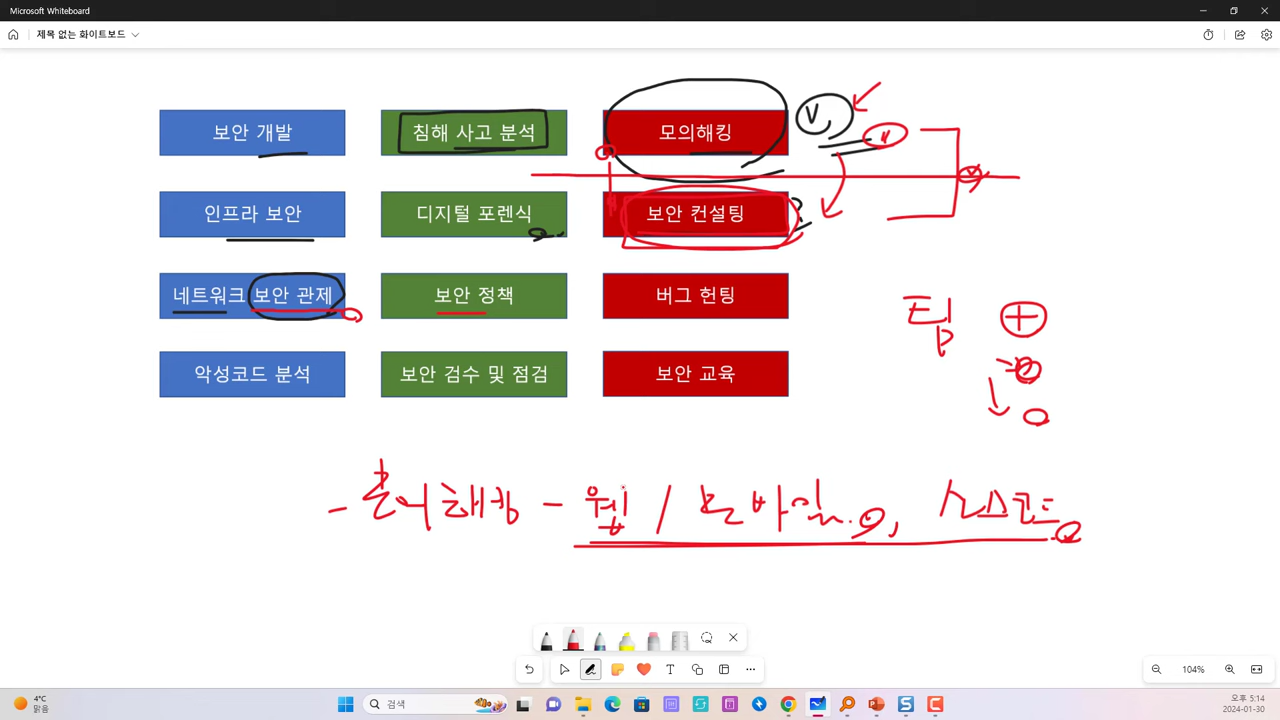 Microsoft Whiteboard
제목 없는 화이트보드
보안 개발 침해 사고 분석 모의해킹 V,
인프라 보안 디지털 포렌식 보안 컨설팅
네트워크 보안 관제 보안 정책 버그 헌팅
팀 +
악성코드 분석 보안 검수 및 점검 보안 교육
- 모의해킹 - 웹 / 모바일, 소스코드
104%
4°C
맑음
검색
오후 5:14
2024-01-30